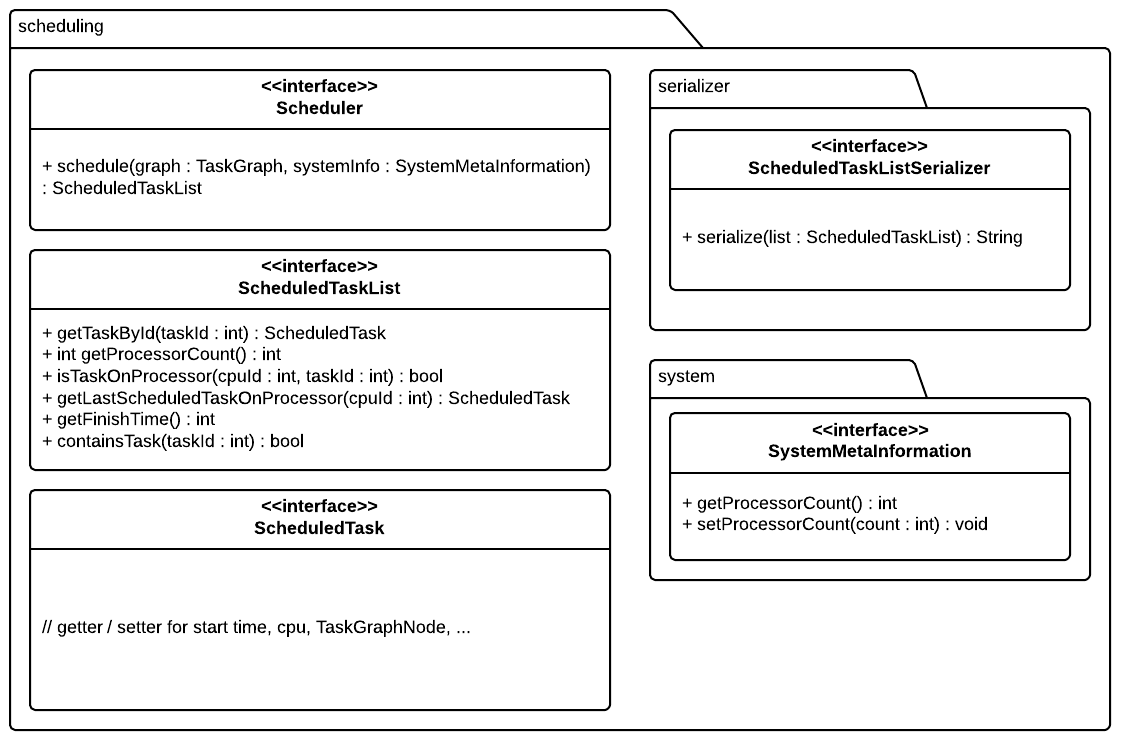 scheduling
<<interface>>
Scheduler
+ schedule(graph : TaskGraph, systemInfo : SystemMetaInformation)
: ScheduledTaskList
<<interface>>
ScheduledTaskList
+ getTaskById(taskId : int) : ScheduledTask
+ int getProcessorCount() : int
+ isTaskOnProcessor(cpuId : int, taskId : int) : bool
+ getLastScheduledTaskOnProcessor(cpuId : int) : ScheduledTask
+ getFinishTime() : int
+ containsTask(taskId : int) : bool
<<interface>>
ScheduledTask
// getter / setter for start time, cpu, TaskGraphNode, ...
serializer
<<interface>>
ScheduledTaskListSerializer
+ serialize(list : ScheduledTaskList) : String
system
<<interface>>
SystemMetaInformation
+ getProcessorCount() : int
+ setProcessorCount(count : int) : void